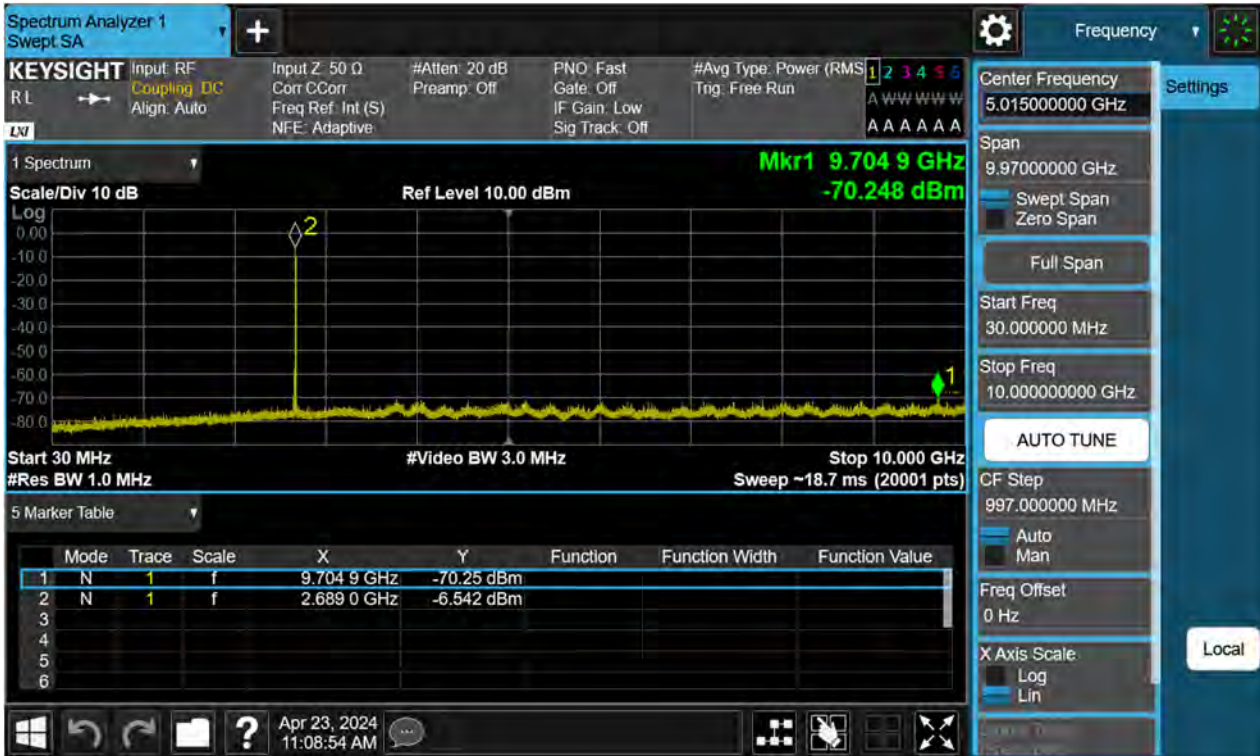 Spectrum Analyzer 1
Swept SA
+
Frequency
KEYSIGHT
R L
LXI
Input: RF
Coupling: DC
Align: Auto
Input Z: 50 Ω
Corr CCorr
Freq Ref: Int (S)
NFE: Adaptive
#Atten: 20 dB
Preamp: Off
PNO: Fast
Gate: Off
IF Gain: Low
Sig Track: Off
#Avg Type: Power (RMS
Trig: Free Run
1 2 3 4 5 6
A W W W W W
A A A A A A
1 Spectrum
Scale/Div 10 dB
Ref Level 10.00 dBm
Mkr1 9.704 9 GHz
-70.248 dBm
Log
0.00
-10.0
-20.0
-30.0
-40.0
-50.0
-60.0
-70.0
-80.0
2
1
Start 30 MHz
#Video BW 3.0 MHz
Stop 10.000 GHz
#Res BW 1.0 MHz
Sweep ~18.7 ms (20001 pts)
5 Marker Table
Mode Trace Scale X Y Function Function Width Function Value
1 N 1 f 9.704 9 GHz -70.25 dBm
2 N 1 f 2.689 0 GHz -6.542 dBm
3
4
5
6
?
Apr 23, 2024
11:08:54 AM
Center Frequency
5.015000000 GHz
Settings
Span
9.97000000 GHz
Swept Span
Zero Span
Full Span
Start Freq
30.000000 MHz
Stop Freq
10.000000000 GHz
AUTO TUNE
CF Step
997.000000 MHz
Auto
Man
Freq Offset
0 Hz
X Axis Scale
Log
Lin
Local